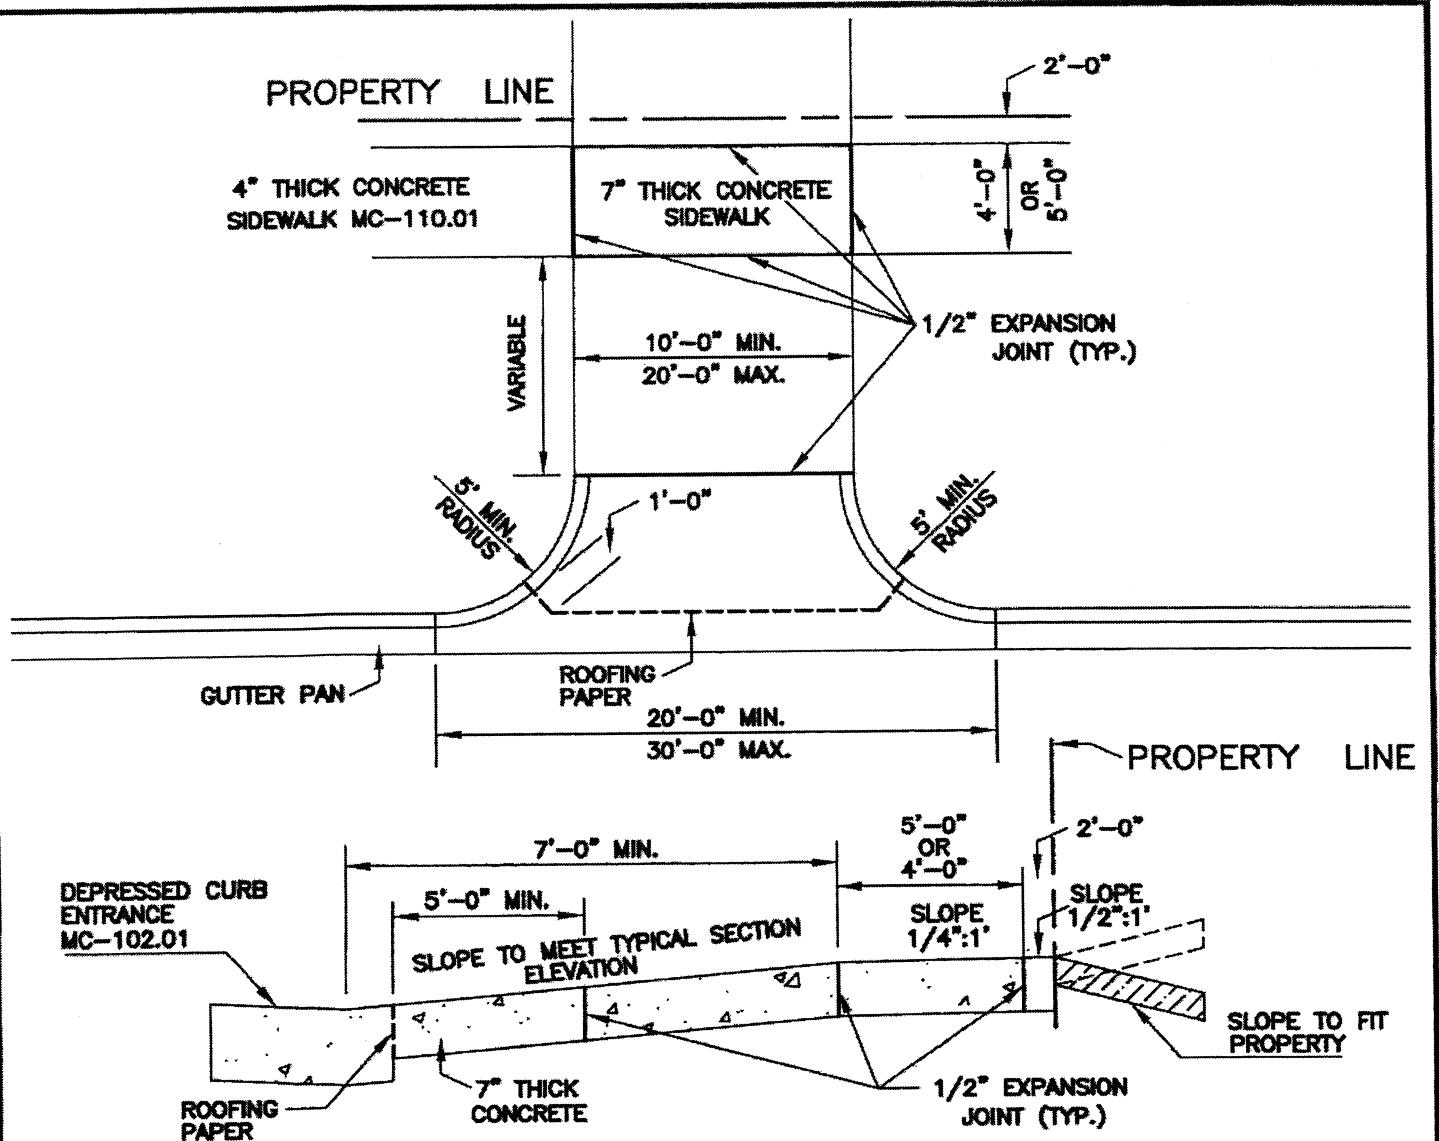 PROPERTY LINE
2'-0"
4" THICK CONCRETE
SIDEWALK MC-110.01
7" THICK CONCRETE
SIDEWALK
4'-0"
OR
5'-0"
VARIABLE
10'-0" MIN.
20'-0" MAX.
1/2" EXPANSION
JOINT (TYP.)
5' MIN.
RADIUS
1'-0"
5' MIN.
RADIUS
GUTTER PAN
ROOFING
PAPER
20'-0" MIN.
30'-0" MAX.
PROPERTY LINE
7'-0" MIN.
5'-0"
OR
4'-0"
2'-0"
DEPRESSED CURB
ENTRANCE
MC-102.01
5'-0" MIN.
SLOPE TO MEET TYPICAL SECTION
ELEVATION
SLOPE
1/4":1'
SLOPE
1/2":1'
SLOPE TO FIT
PROPERTY
ROOFING
PAPER
7" THICK
CONCRETE
1/2" EXPANSION
JOINT (TYP.)